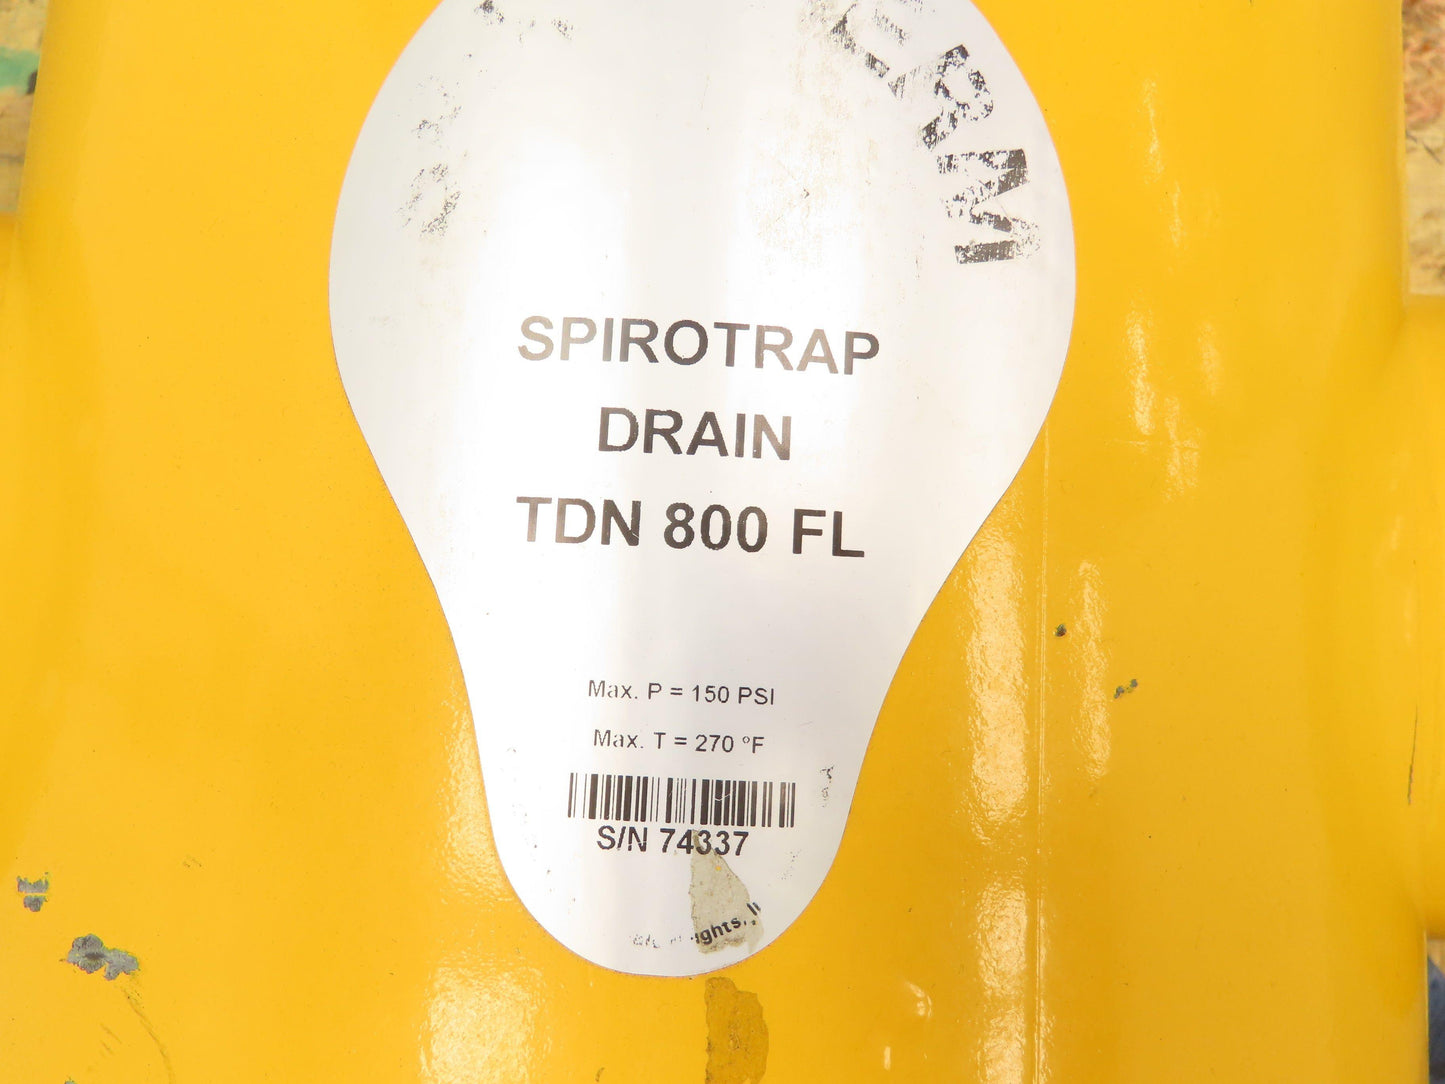 SPIROTRAP
DRAIN
TDN 800 FL
Max. P = 150 PSI
Max. T = 270 °F
S/N 74337